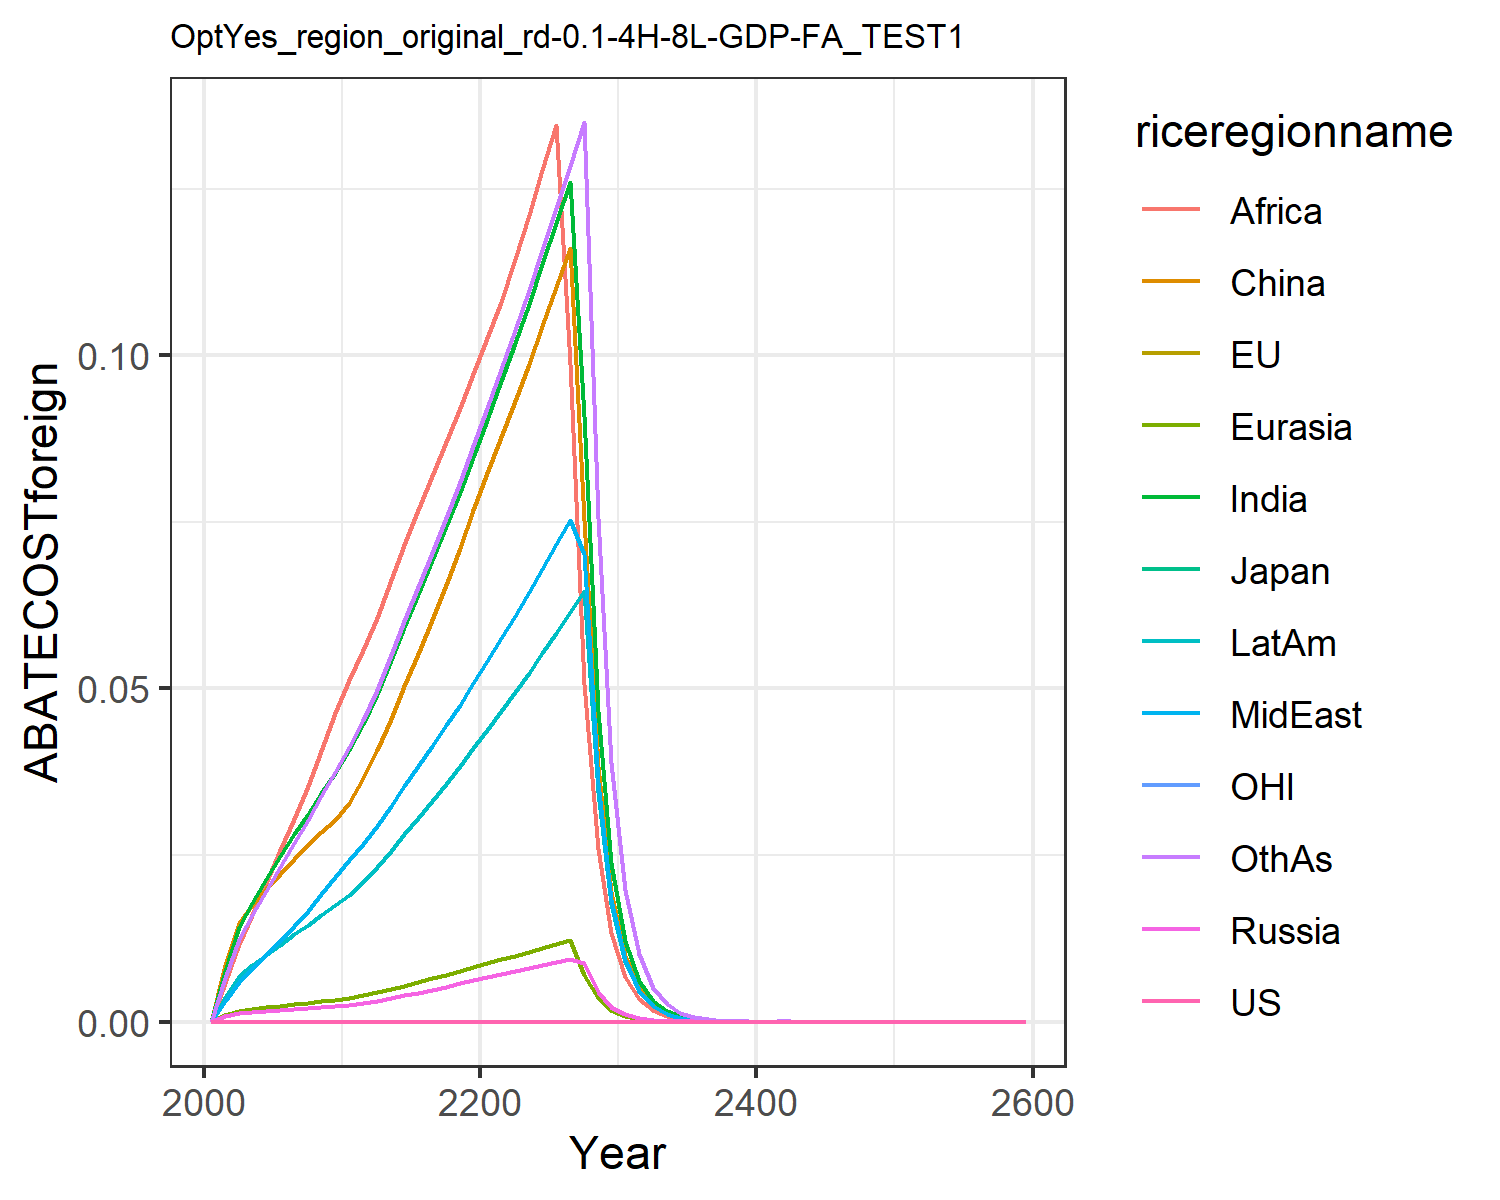 OptYes_region_original_rd-0.1-4H-8L-GDP-FA_TEST1
ABATECOSTforeign
0.10
0.05
0.00
2000 2200 2400 2600
Year
riceregionname
Africa
China
EU
Eurasia
India
Japan
LatAm
MidEast
OHI
OthAs
Russia
US